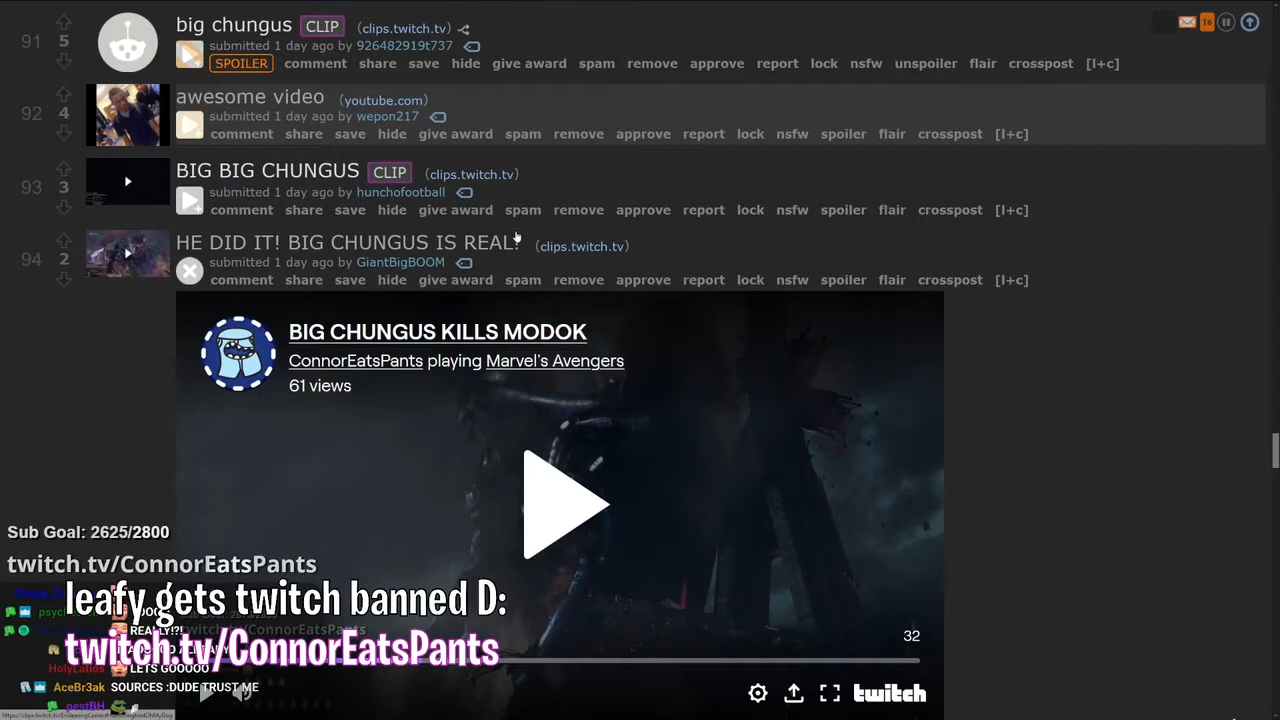 91
5
big chungus CLIP (clips.twitch.tv)
submitted 1 day ago by 926482919t737
SPOILER comment share save hide give award spam remove approve report lock nsfw unspoiler flair crosspost [l+c]
16
92
4
awesome video (youtube.com)
submitted 1 day ago by wepon217
comment share save hide give award spam remove approve report lock nsfw spoiler flair crosspost [l+c]
93
3
BIG BIG CHUNGUS CLIP (clips.twitch.tv)
submitted 1 day ago by hunchofootball
comment share save hide give award spam remove approve report lock nsfw spoiler flair crosspost [l+c]
94
2
HE DID IT! BIG CHUNGUS IS REAL! (clips.twitch.tv)
submitted 1 day ago by GiantBigBOOM
comment share save hide give award spam remove approve report lock nsfw spoiler flair crosspost [l+c]
BIG CHUNGUS KILLS MODOK
ConnorEatsPants playing Marvel's Avengers
61 views
Sub Goal: 2625/2800
twitch.tv/ConnorEatsPants
leafy gets twitch banned D:
REALLY?!?
twitch.tv/ConnorEatsPants
HolyLatios LETS GOOOOO
AceBr3ak SOURCES :DUDE TRUST ME
pestBH
32
twitch